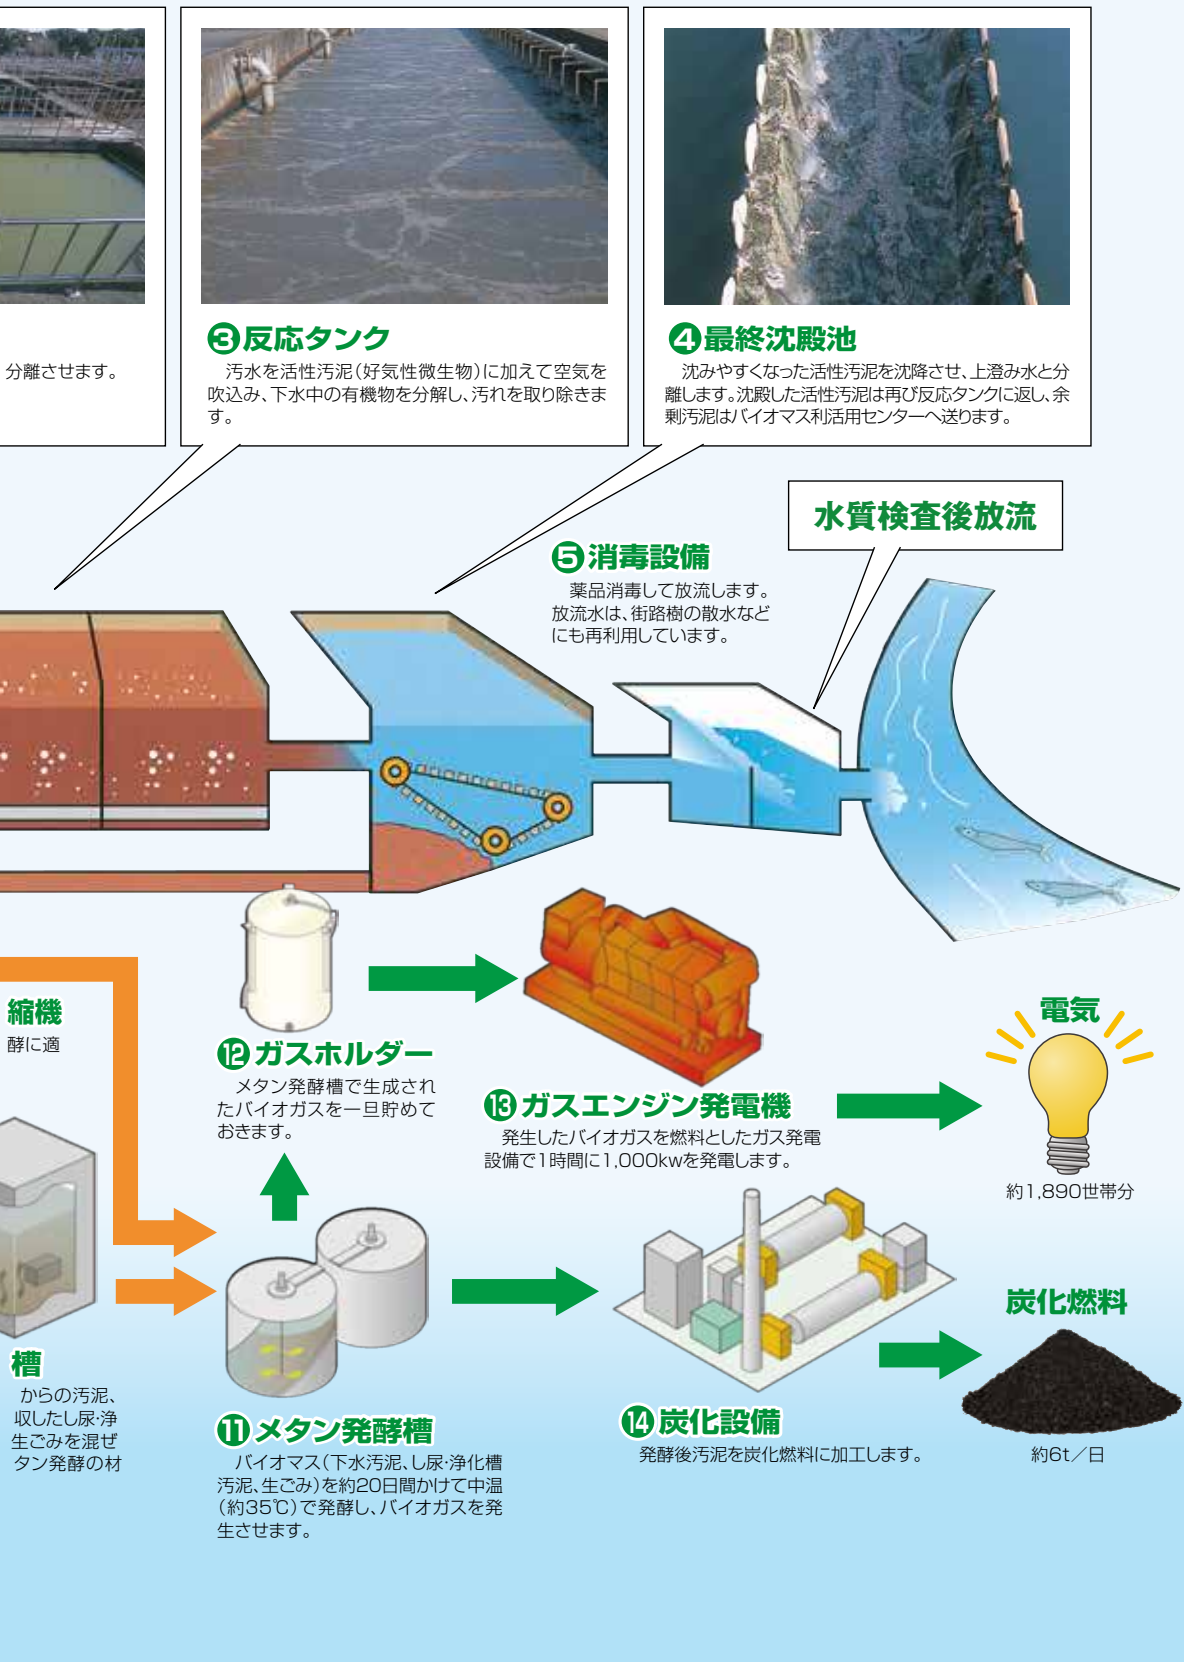 分離させます。
❸反応タンク
汚水を活性汚泥（好気性微生物）に加えて空気を
吹込み、下水中の有機物を分解し、汚れを取り除きま
す。
❹最終沈殿池
沈みやすくなった活性汚泥を沈降させ、上澄み水と分
離します。沈殿した活性汚泥は再び反応タンクに返し、余
剰汚泥はバイオマス利活用センターへ送ります。
水質検査後放流
❺消毒設備
薬品消毒して放流します。
放流水は、街路樹の散水など
にも再利用しています。
縮機
酵に適
⓬ガスホルダー
メタン発酵槽で生成され
たバイオガスを一旦貯めて
おきます。
⓭ガスエンジン発電機
発生したバイオガスを燃料としたガス発電
設備で1時間に1,000kwを発電します。
電気
約1,890世帯分
槽
からの汚泥、
収したし尿・浄
生ごみを混ぜ
タン発酵の材
⓫メタン発酵槽
バイオマス（下水汚泥、し尿・浄化槽
汚泥、生ごみ）を約20日間かけて中温
（約35℃）で発酵し、バイオガスを発
生させます。
⓮炭化設備
発酵後汚泥を炭化燃料に加工します。
炭化燃料
約6t／日